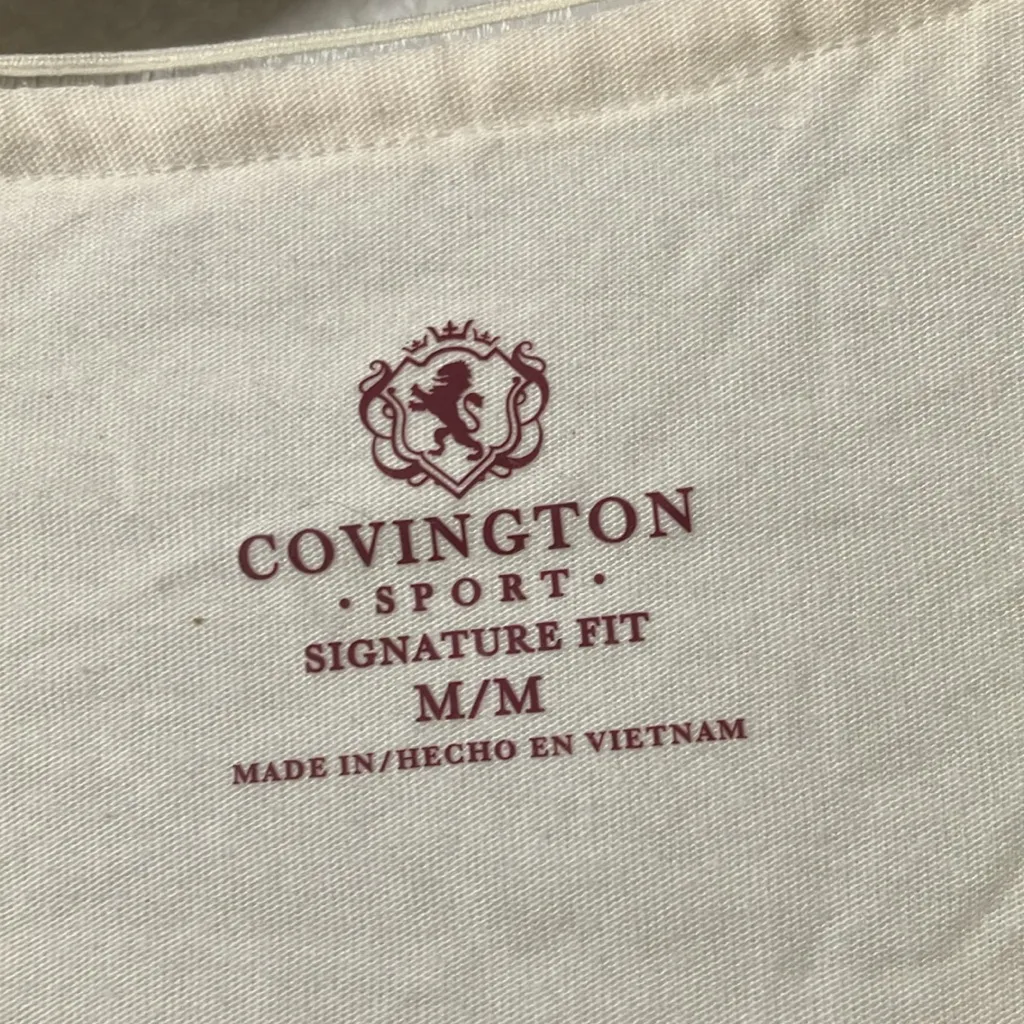 COVINGTON
• SPORT •
SIGNATURE FIT
M/M
MADE IN/HECHO EN VIETNAM